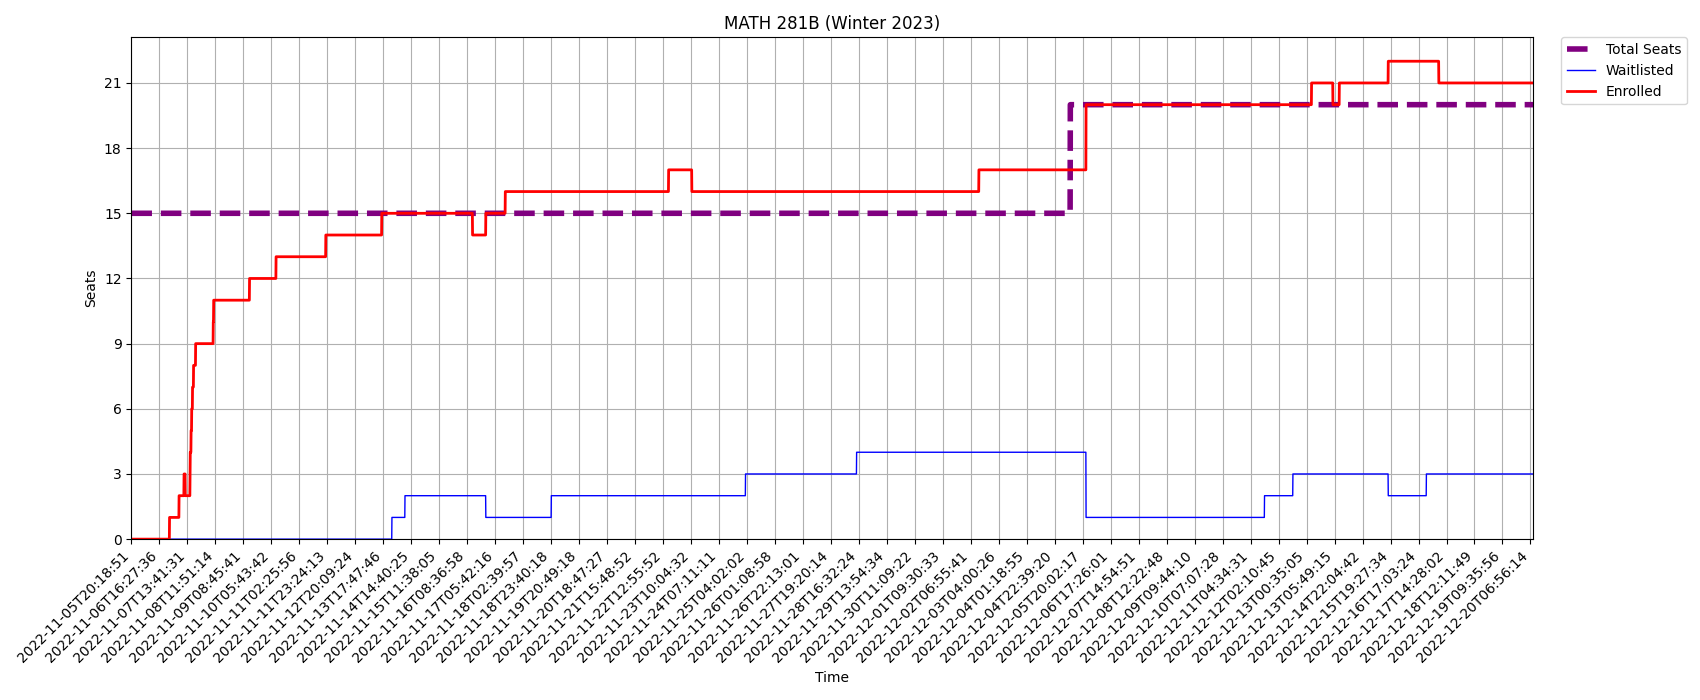 MATH 281B (Winter 2023)
Total Seats
Waitlisted
Enrolled
21
18
15
12
9
6
3
0
Seats
2022-11-05T20:18:51
2022-11-06T16:27:36
2022-11-07T13:41:31
2022-11-08T11:51:14
2022-11-09T08:45:41
2022-11-10T05:43:42
2022-11-11T02:25:56
2022-11-11T23:24:13
2022-11-12T20:09:24
2022-11-13T17:47:46
2022-11-14T14:40:25
2022-11-15T11:38:05
2022-11-16T08:36:58
2022-11-17T05:42:16
2022-11-18T02:39:57
2022-11-18T23:40:18
2022-11-19T20:49:18
2022-11-20T18:47:27
2022-11-21T15:48:52
2022-11-22T12:55:52
2022-11-23T10:04:32
2022-11-24T07:11:11
2022-11-25T04:02:02
2022-11-26T01:08:58
2022-11-26T22:13:01
2022-11-27T19:20:14
2022-11-28T16:32:24
2022-11-29T13:54:34
2022-11-30T11:09:22
2022-12-01T09:30:33
2022-12-02T06:55:41
2022-12-03T04:00:26
2022-12-04T01:18:55
2022-12-04T22:39:20
2022-12-05T20:02:17
2022-12-06T17:26:01
2022-12-07T14:54:51
2022-12-08T12:22:48
2022-12-09T09:44:10
2022-12-10T07:07:28
2022-12-11T04:34:31
2022-12-12T02:10:45
2022-12-13T00:35:05
2022-12-13T05:49:15
2022-12-14T22:04:42
2022-12-15T19:27:34
2022-12-16T17:03:24
2022-12-17T14:28:02
2022-12-18T12:11:49
2022-12-19T09:35:56
2022-12-20T06:56:14
Time